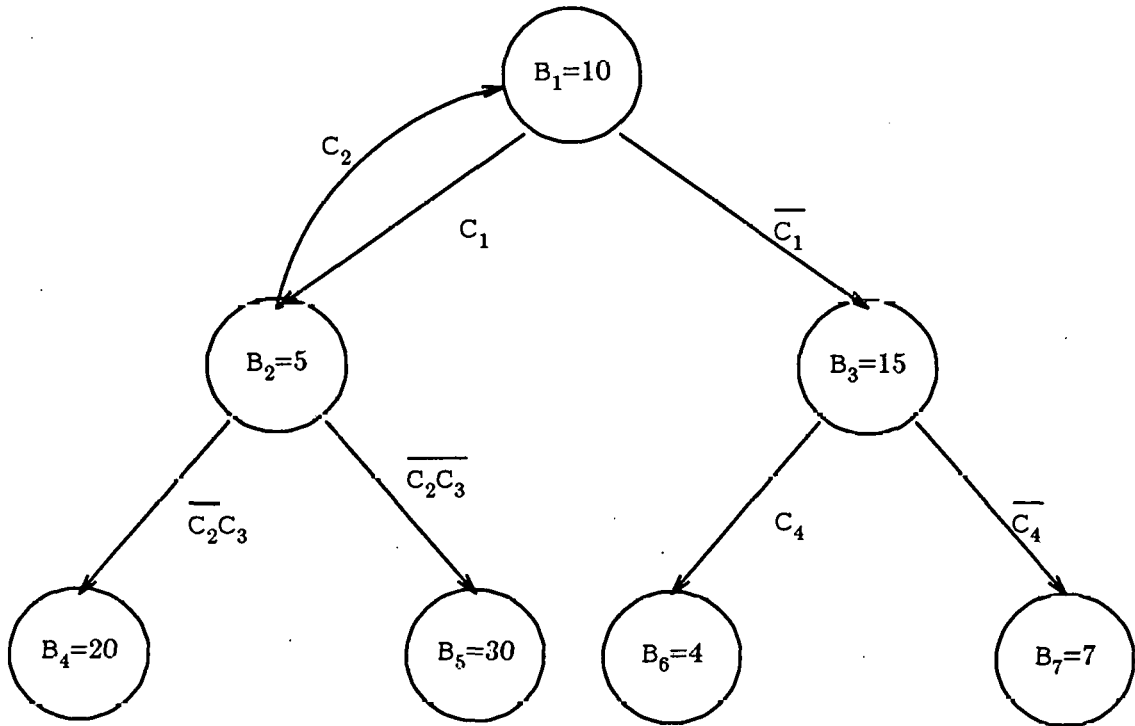 B₁=10
C₂
C₁
C̅₁
B₂=5
B₃=15
C̅₂C₃
C̅₂C̅₃
C₄
C̅₄
B₄=20
B₅=30
B₆=4
B₇=7